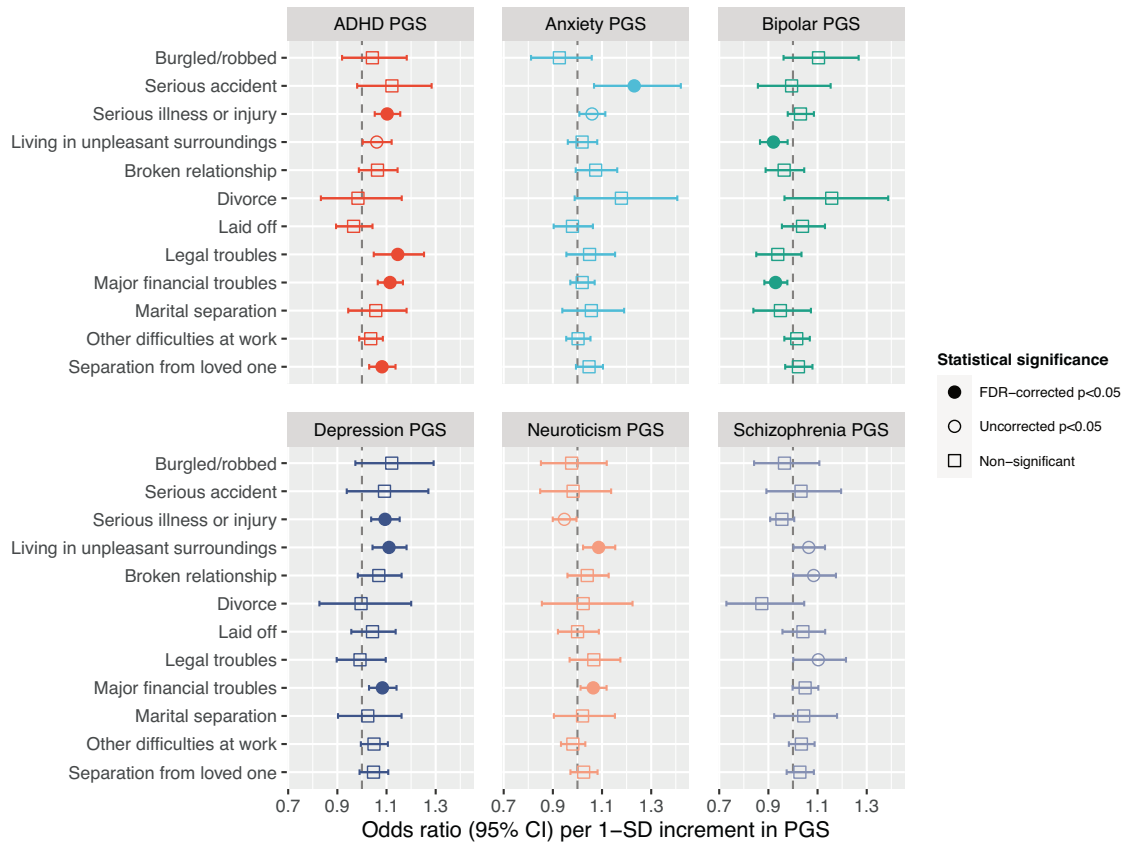 ADHD PGS
Anxiety PGS
Bipolar PGS
Burgled/robbed
Serious accident
Serious illness or injury
Living in unpleasant surroundings
Broken relationship
Divorce
Laid off
Legal troubles
Major financial troubles
Marital separation
Other difficulties at work
Separation from loved one
Statistical significance
FDR−corrected p<0.05
Uncorrected p<0.05
Non−significant
Depression PGS
Neuroticism PGS
Schizophrenia PGS
Burgled/robbed
Serious accident
Serious illness or injury
Living in unpleasant surroundings
Broken relationship
Divorce
Laid off
Legal troubles
Major financial troubles
Marital separation
Other difficulties at work
Separation from loved one
0.7 0.9 1.1 1.3
0.7 0.9 1.1 1.3
0.7 0.9 1.1 1.3
Odds ratio (95% CI) per 1−SD increment in PGS